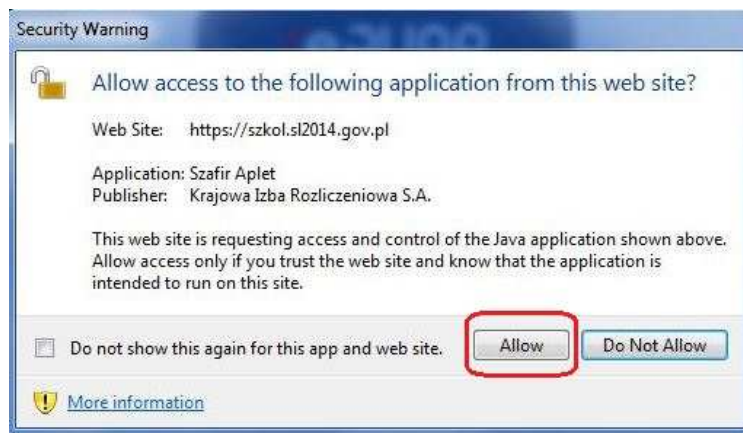 Security Warning
Allow access to the following application from this web site?
Web Site: https://szkol.sl2014.gov.pl
Application: Szafir Aplet
Publisher: Krajowa Izba Rozliczeniowa S.A.
This web site is requesting access and control of the Java application shown above.
Allow access only if you trust the web site and know that the application is
intended to run on this site.
Do not show this again for this app and web site.
Allow
Do Not Allow
More information